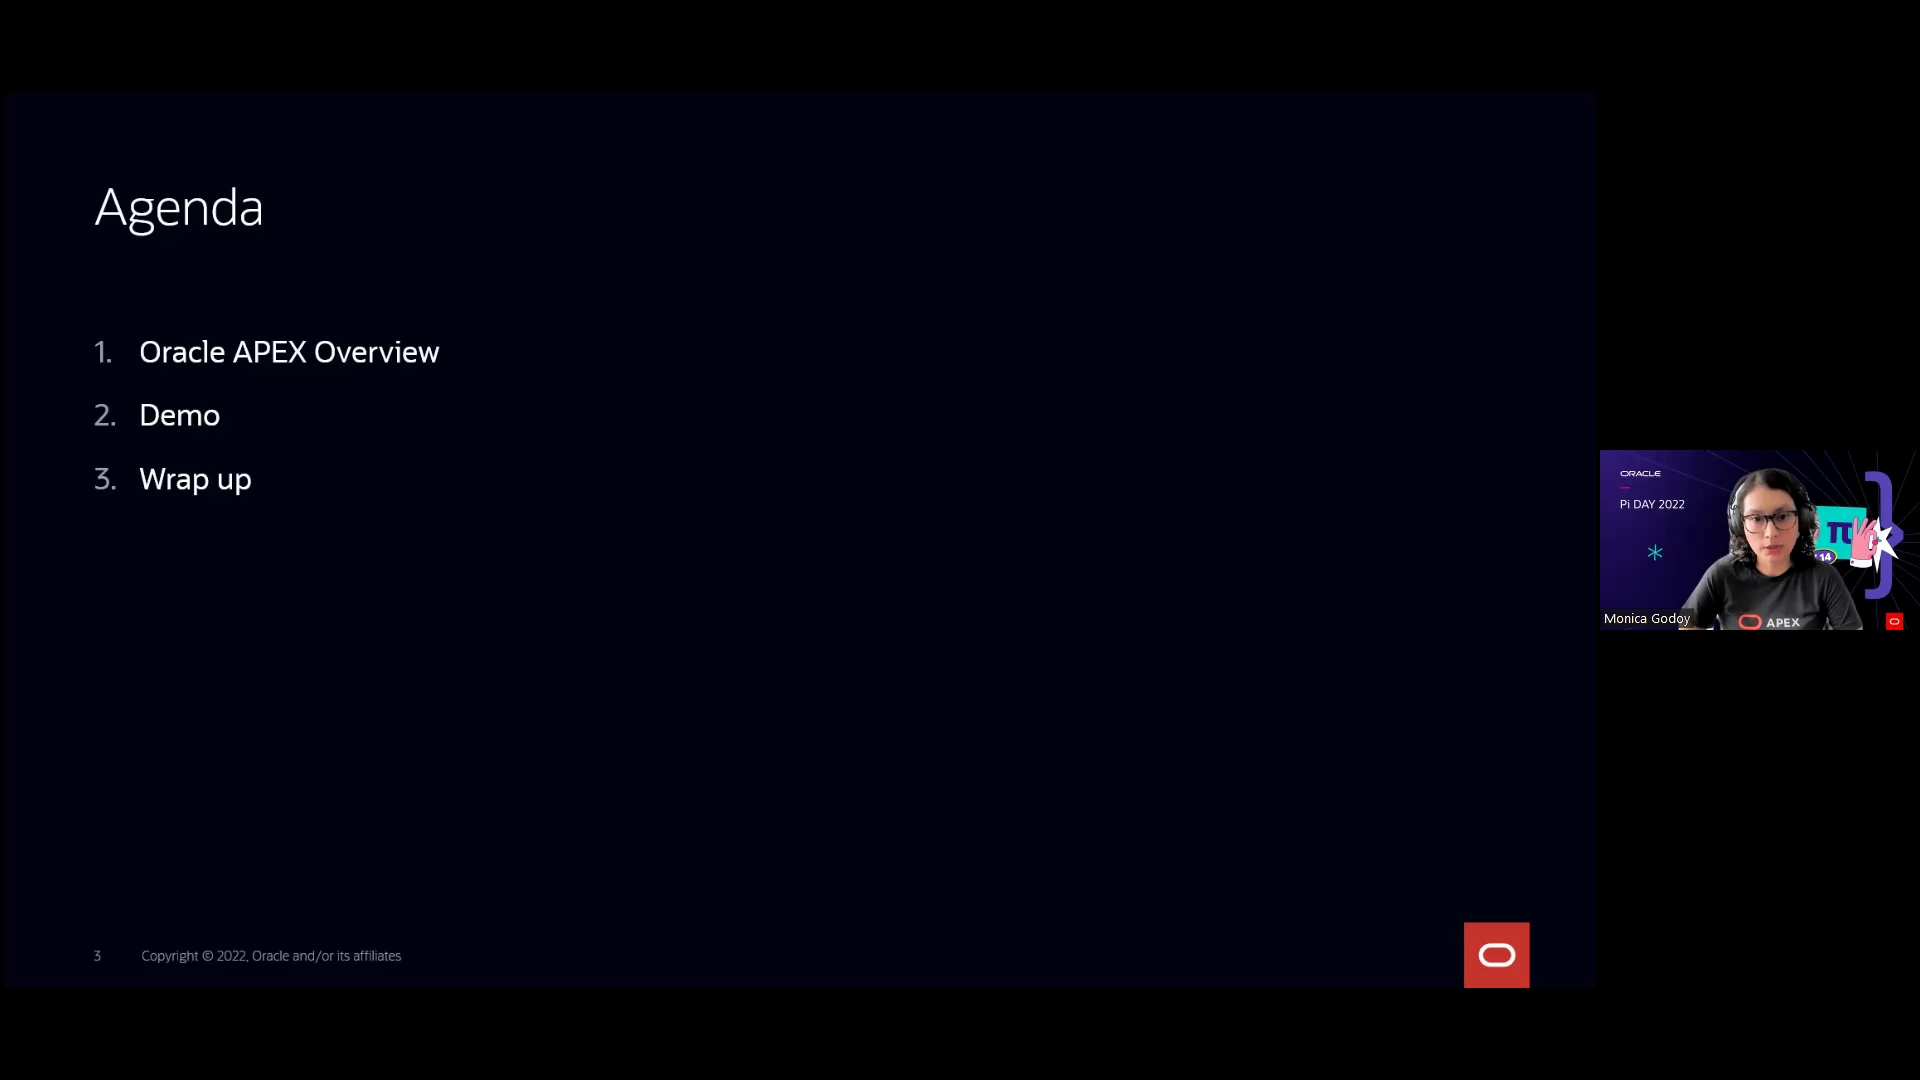 Agenda
1. Oracle APEX Overview
2. Demo
3. Wrap up
3 Copyright © 2022, Oracle and/or its affiliates
ORACLE
Pi DAY 2022
π
14
APEX
Monica Godoy